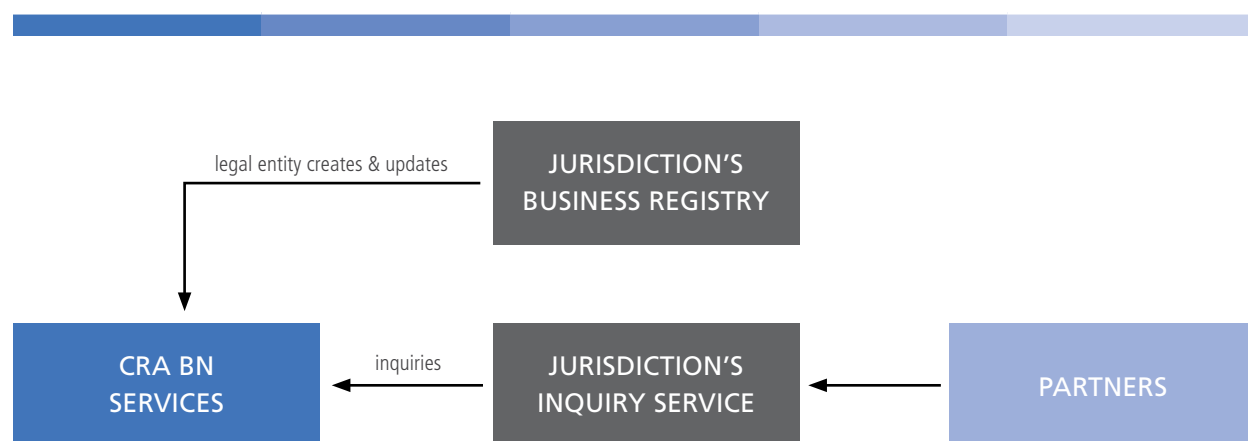 legal entity creates & updates
JURISDICTION’S
BUSINESS REGISTRY
CRA BN
SERVICES
inquiries
JURISDICTION’S
INQUIRY SERVICE
PARTNERS